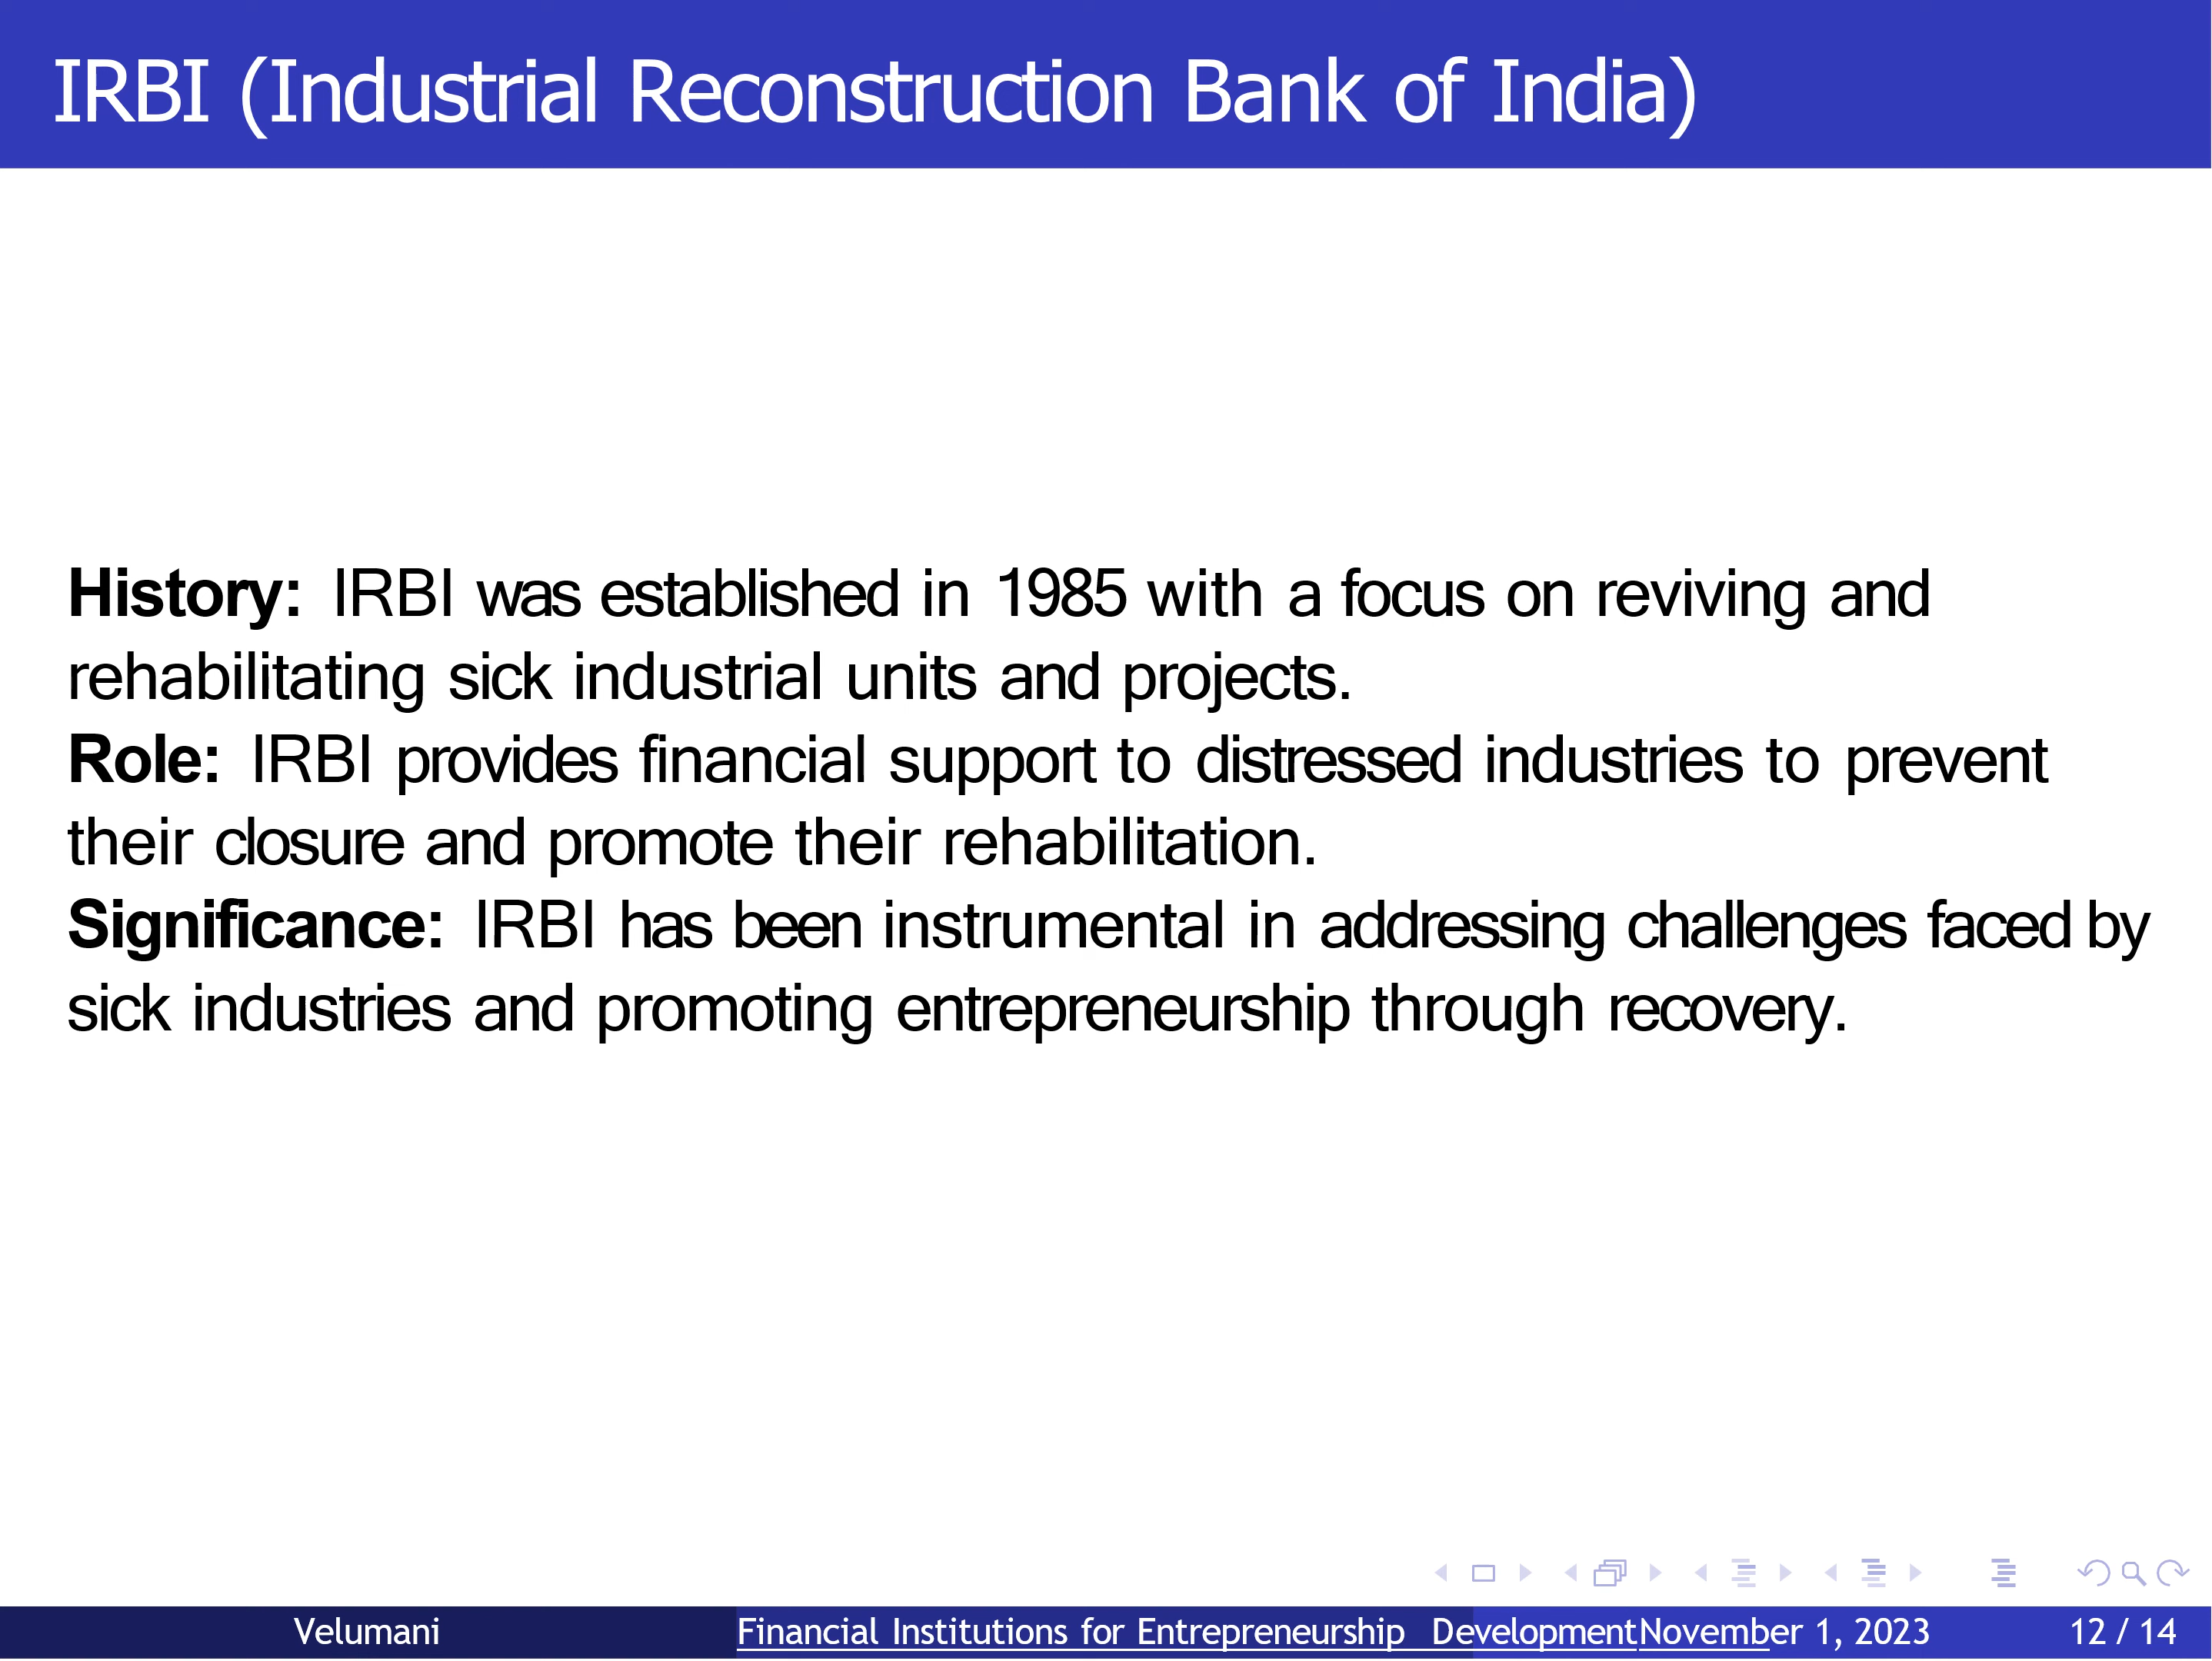 IRBI (Industrial Reconstruction Bank of India)
History: IRBI was established in 1985 with a focus on reviving and
rehabilitating sick industrial units and projects.
Role: IRBI provides financial support to distressed industries to prevent
their closure and promote their rehabilitation.
Significance: IRBI has been instrumental in addressing challenges faced by
sick industries and promoting entrepreneurship through recovery.
Velumani Financial Institutions for Entrepreneurship Development November 1, 2023 12 / 14